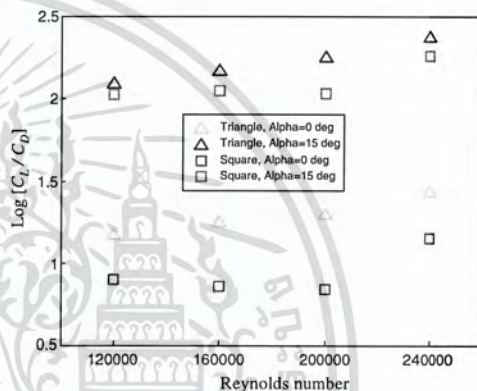 2.5
2
1.5
1
0.5
Log [C_L / C_D]
Triangle, Alpha=0 deg
Triangle, Alpha=15 deg
Square, Alpha=0 deg
Square, Alpha=15 deg
120000 160000 200000 240000
Reynolds number